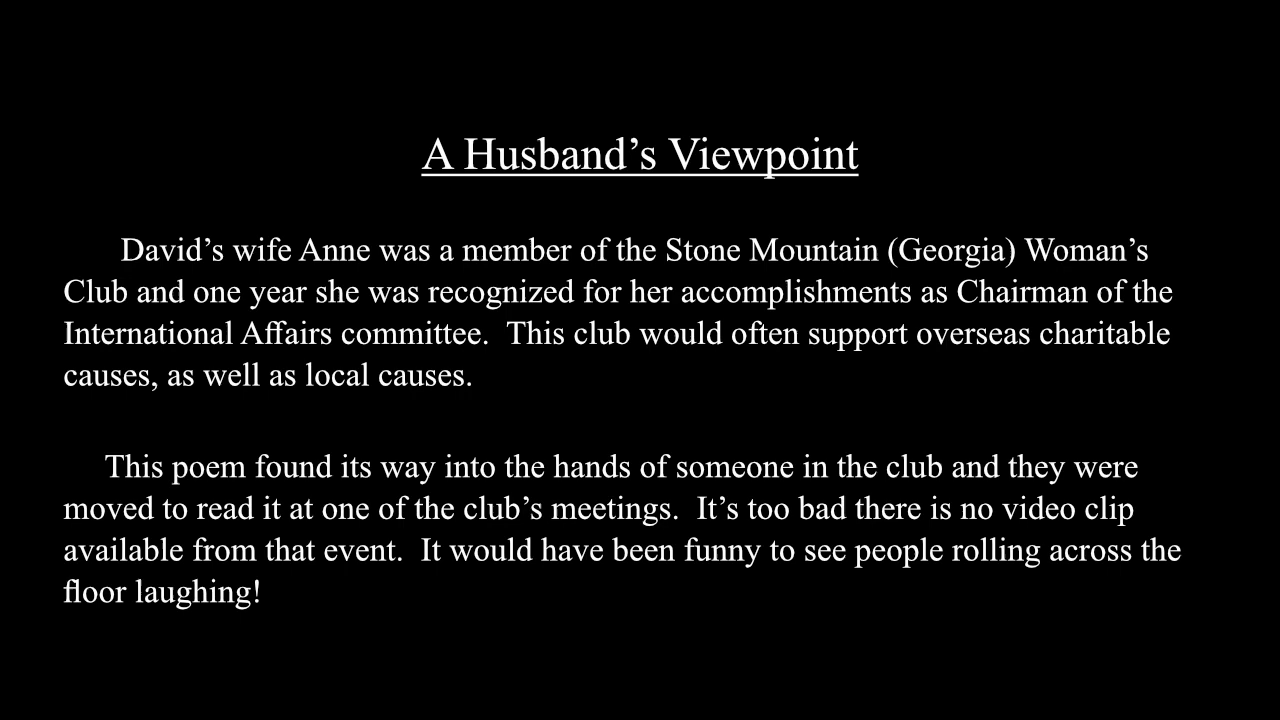 A Husband’s Viewpoint
David’s wife Anne was a member of the Stone Mountain (Georgia) Woman’s
Club and one year she was recognized for her accomplishments as Chairman of the
International Affairs committee.  This club would often support overseas charitable
causes, as well as local causes.
This poem found its way into the hands of someone in the club and they were
moved to read it at one of the club’s meetings.  It’s too bad there is no video clip
available from that event.  It would have been funny to see people rolling across the
floor laughing!